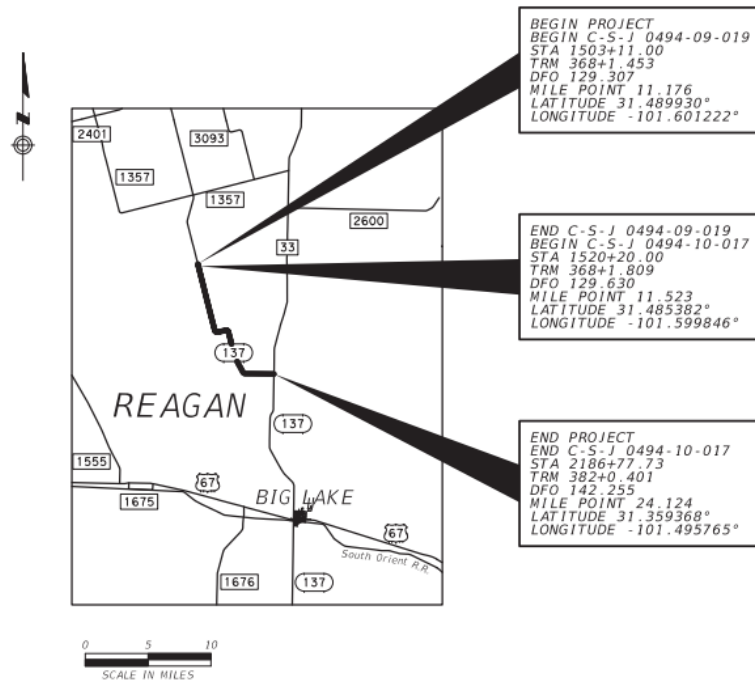 BEGIN PROJECT
BEGIN C-S-J 0494-09-019
STA 1503+11.00
TRM 368+1.453
DFO 129.307
MILE POINT 11.176
LATITUDE 31.489930°
LONGITUDE -101.601222°
N
2401
3093
1357
1357
2600
33
END C-S-J 0494-09-019
BEGIN C-S-J 0494-10-017
STA 1520+20.00
TRM 368+1.809
DFO 129.630
MILE POINT 11.523
LATITUDE 31.485382°
LONGITUDE -101.599846°
137
REAGAN
137
END PROJECT
END C-S-J 0494-10-017
STA 2186+77.73
TRM 382+0.401
DFO 142.255
MILE POINT 24.124
LATITUDE 31.359368°
LONGITUDE -101.495765°
1555
67
1675
BIG LAKE
67
South Orient R.R.
1676
137
0 5 10
SCALE IN MILES